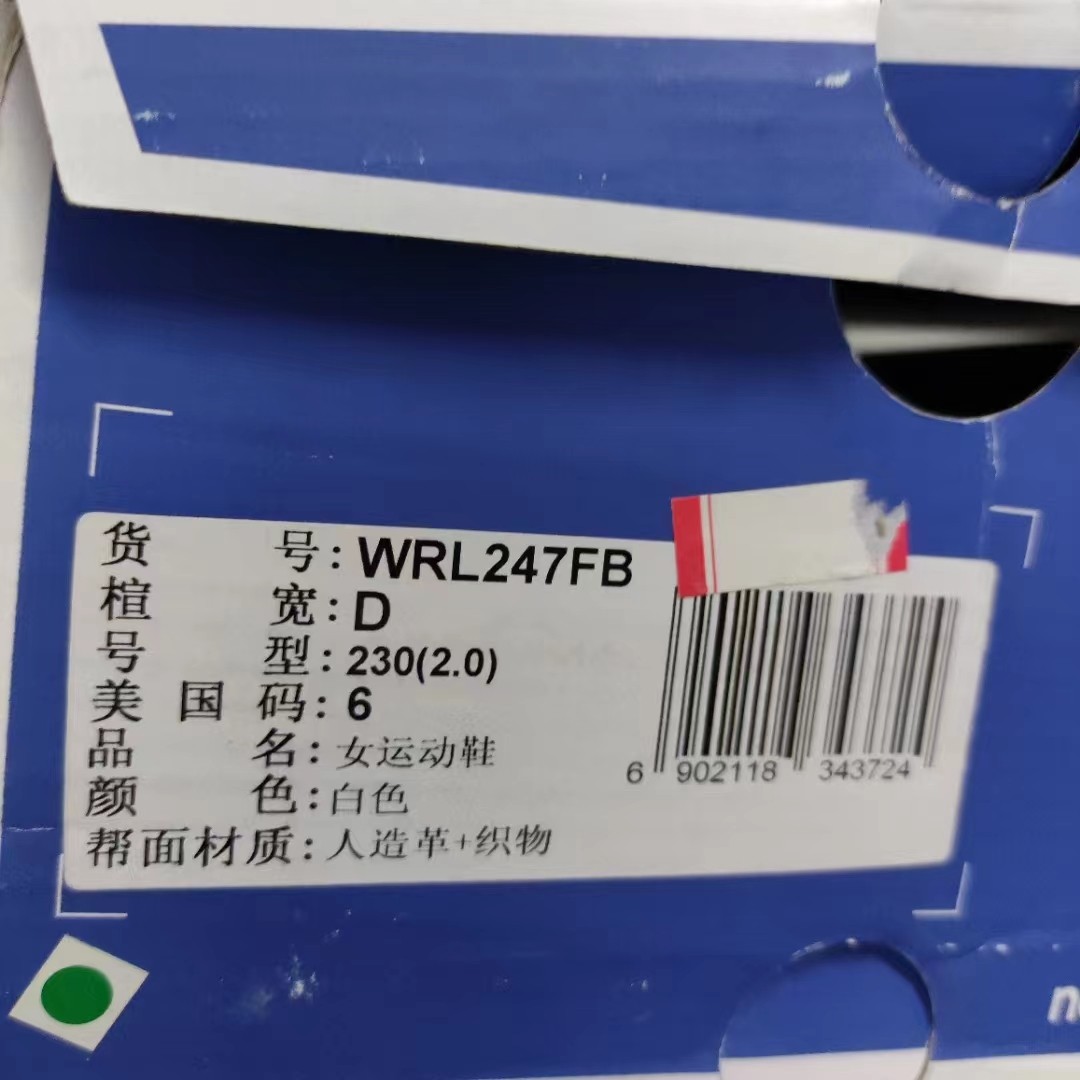 货号:WRL247FB
楦宽:D
号型:230(2.0)
美国码:6
品名:女运动鞋
颜色:白色
帮面材质:人造革+织物
6 902118 343724